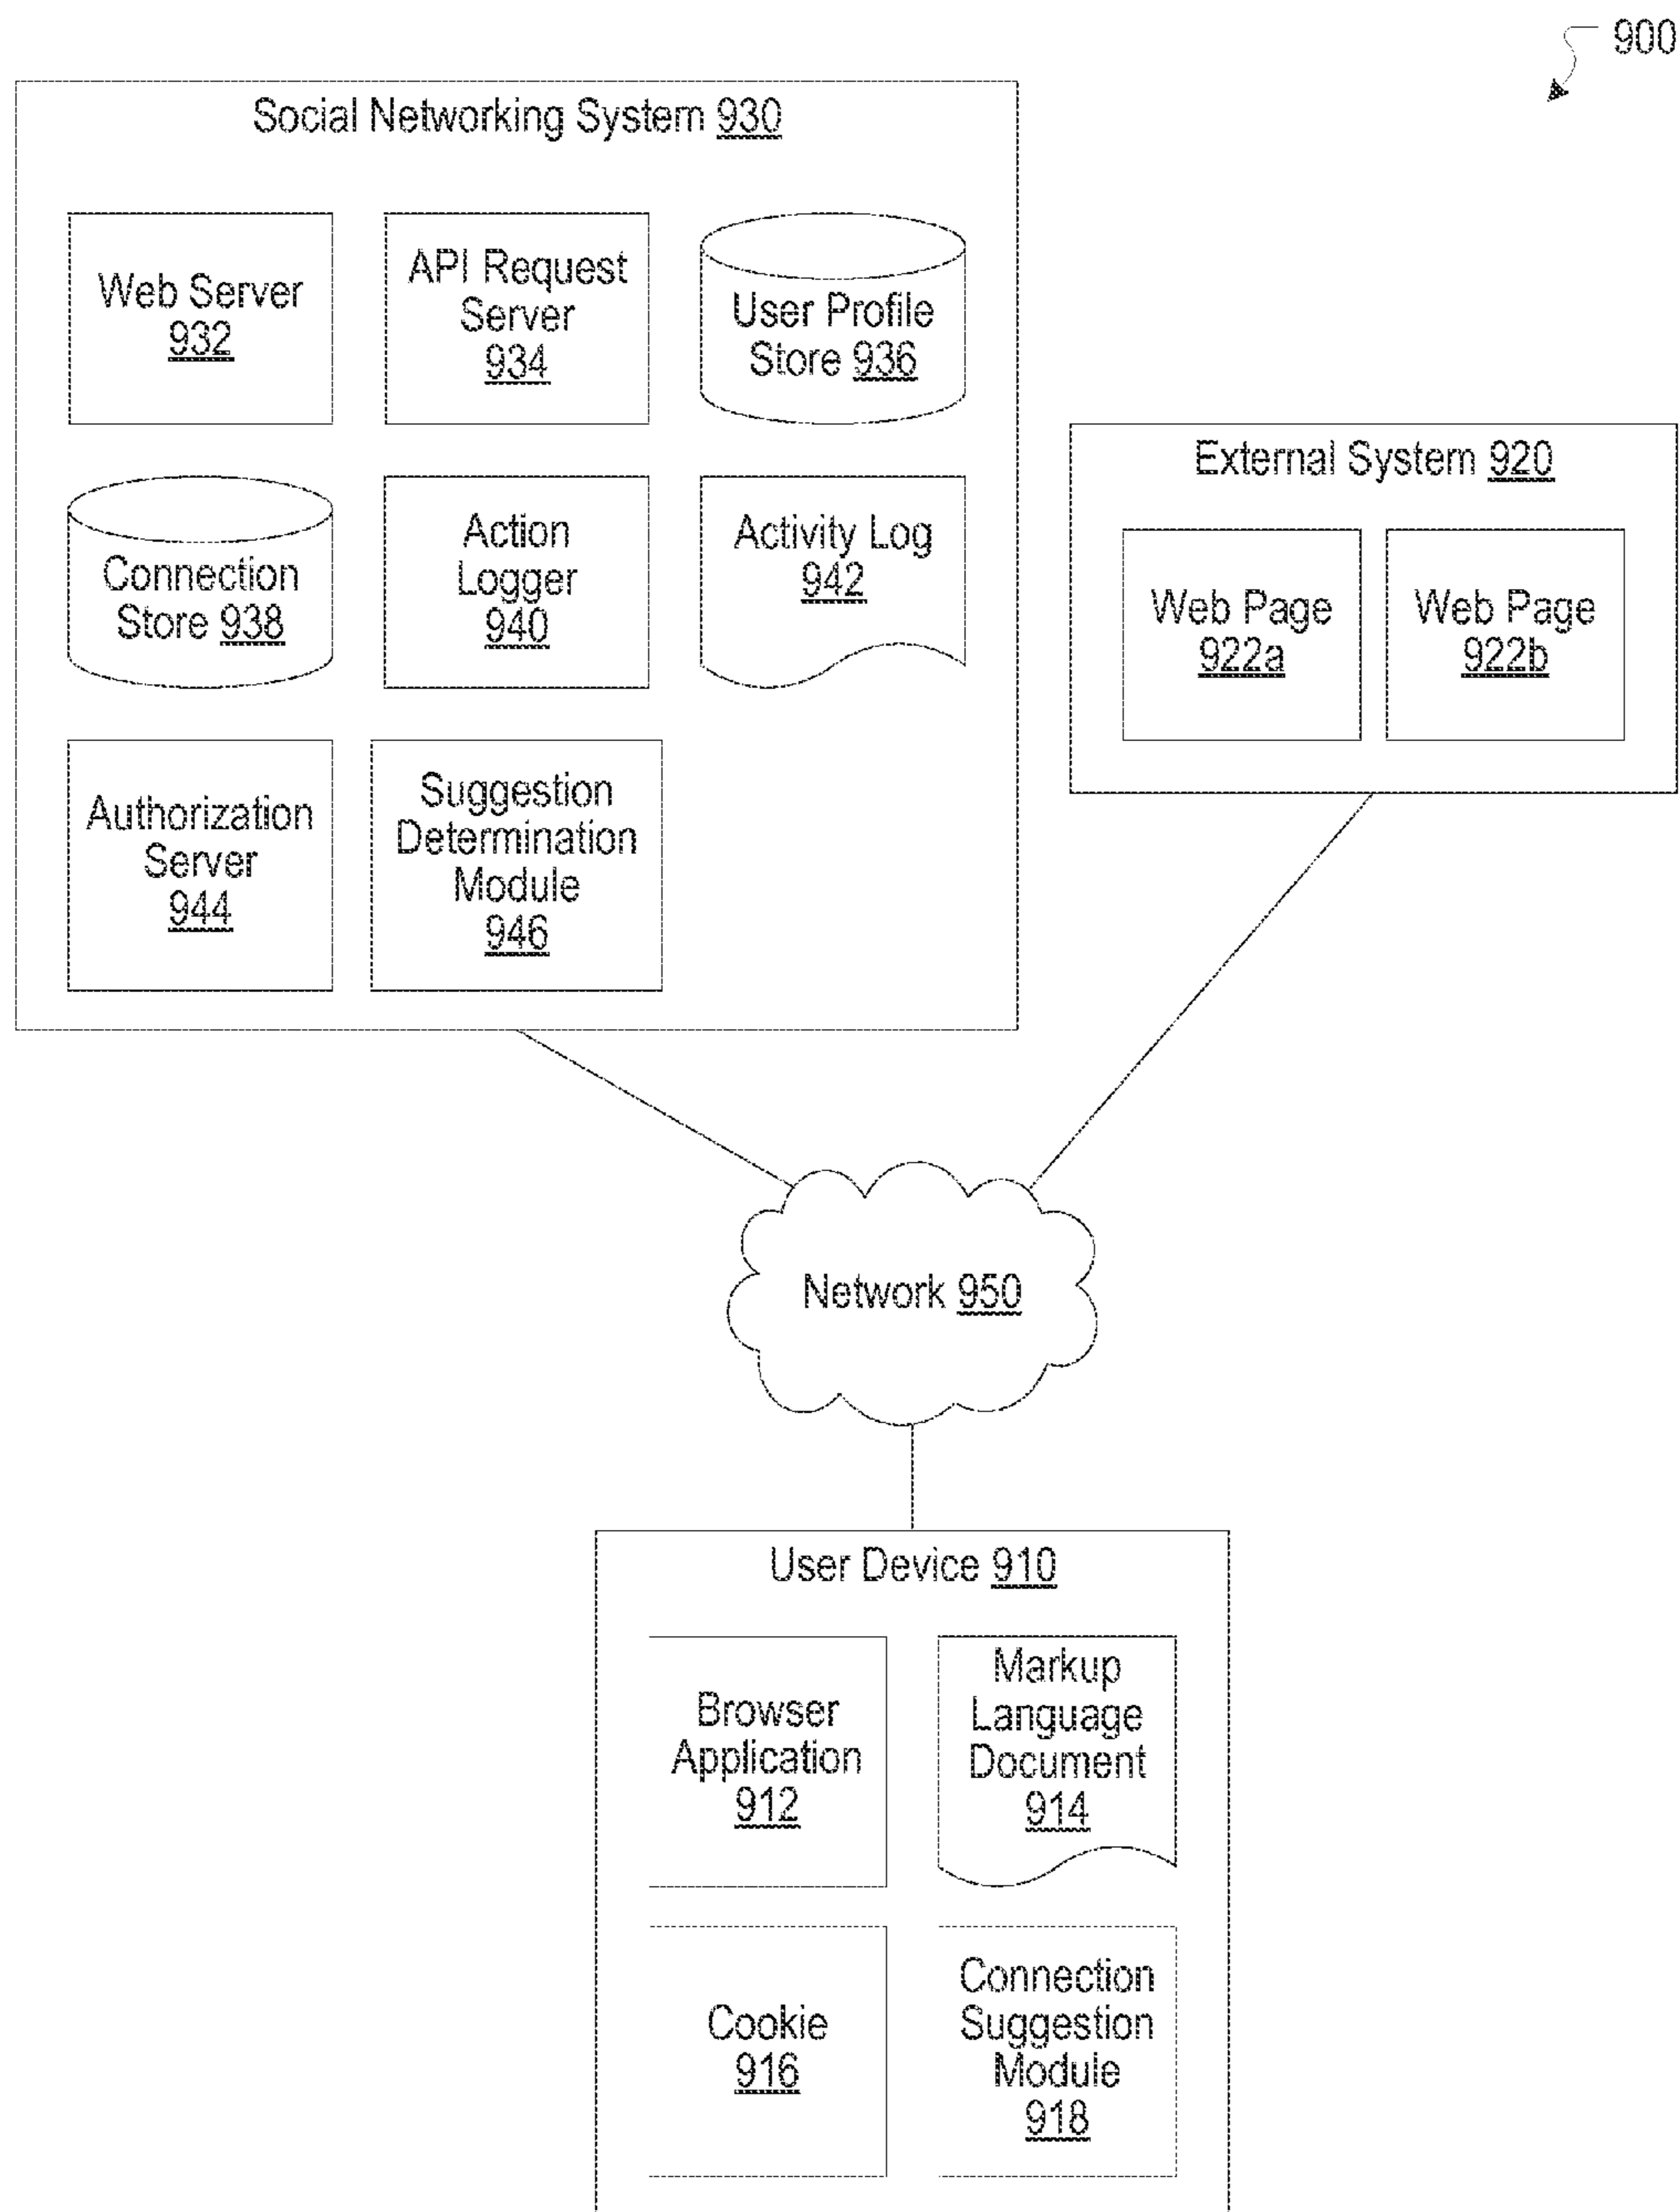 900
Social Networking System 930
Web Server
932
API Request
Server
934
User Profile
Store 936
Connection
Store 938
Action
Logger
940
Activity Log
942
Authorization
Server
944
Suggestion
Determination
Module
946
External System 920
Web Page
922a
Web Page
922b
Network 950
User Device 910
Browser
Application
912
Markup
Language
Document
914
Cookie
916
Connection
Suggestion
Module
918